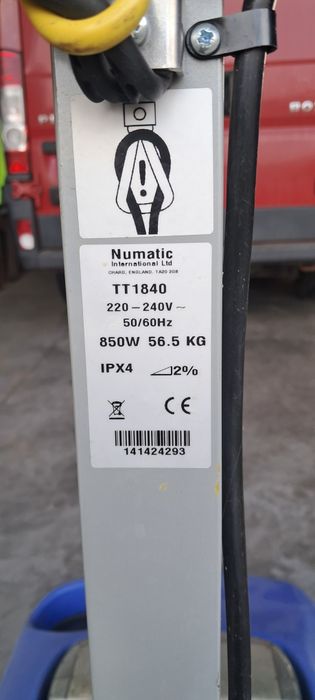 Numatic
International Ltd
CHARD, ENGLAND, TA20 2GB
TT1840
220-240V~
50/60Hz
850W 56.5 KG
IPX4 2%
CE
141424293